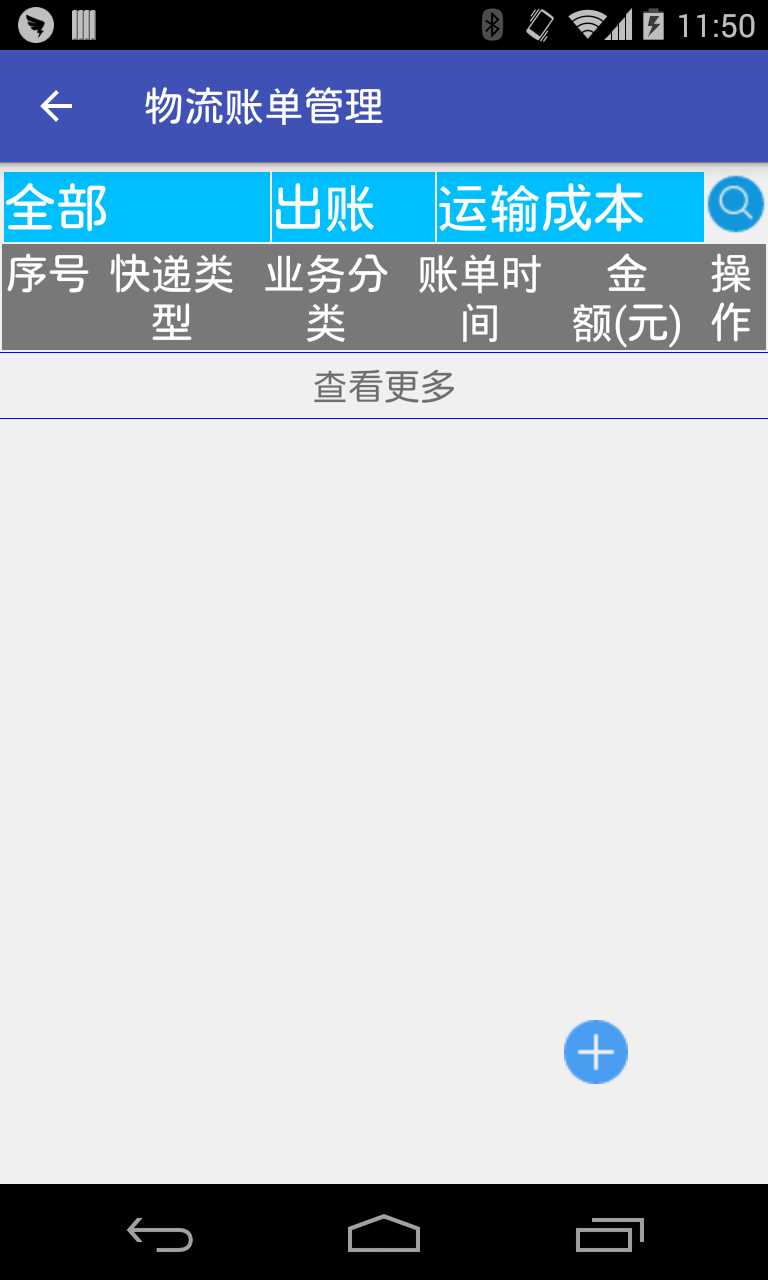 11:50
物流账单管理
全部 出账 运输成本
序号 快递类型 业务分类 账单时间 金额(元) 操作
查看更多